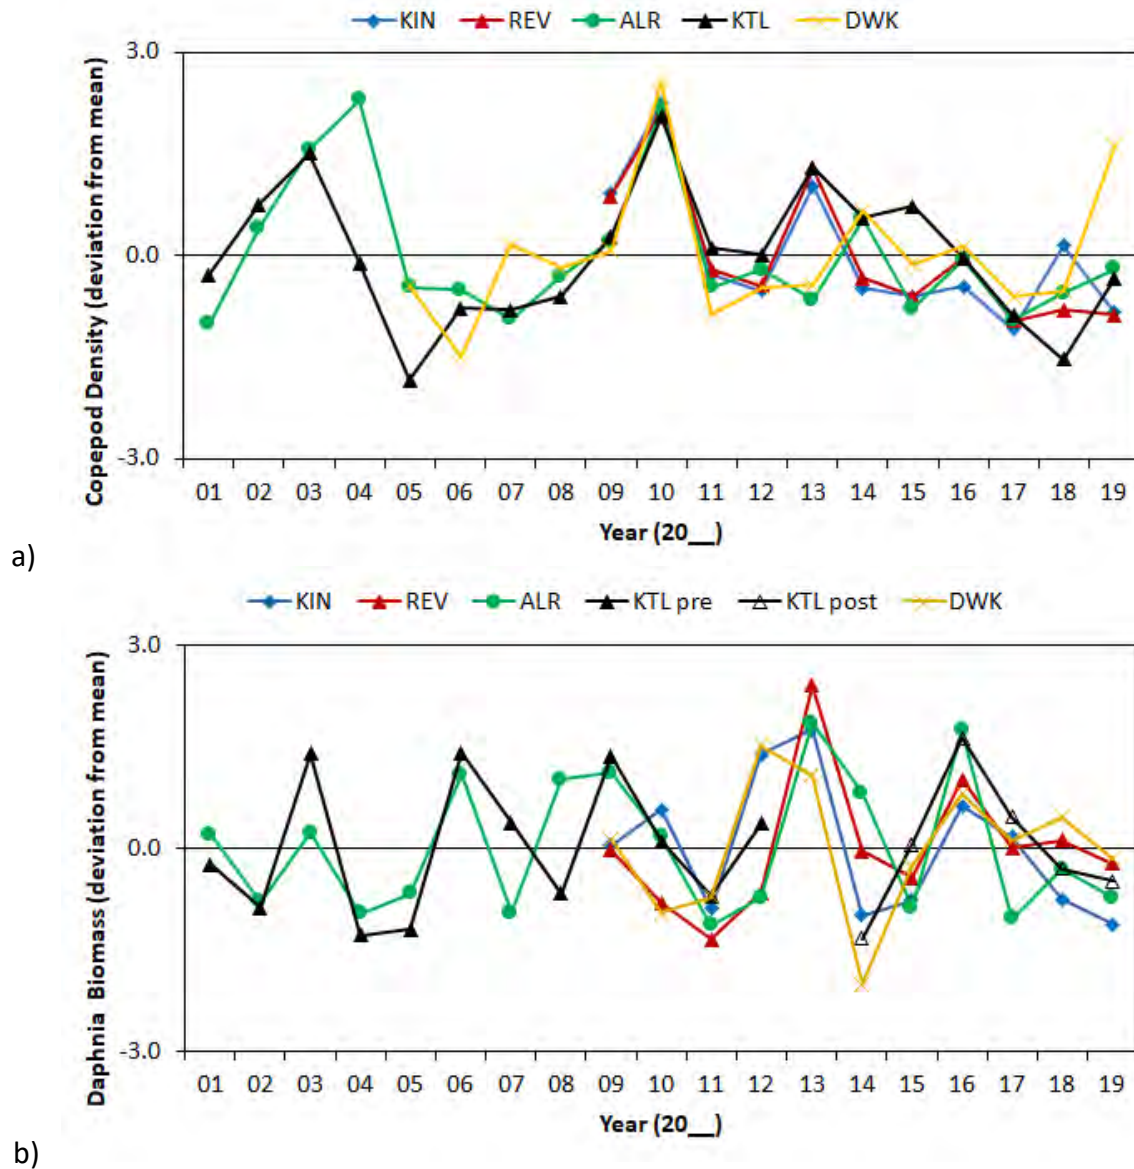 KIN REV ALR KTL DWK
3.0
0.0
-3.0
Copepod Density (deviation from mean)
01 02 03 04 05 06 07 08 09 10 11 12 13 14 15 16 17 18 19
Year (20__)
a)
KIN REV ALR KTL pre KTL post DWK
3.0
0.0
-3.0
Daphnia Biomass (deviation from mean)
01 02 03 04 05 06 07 08 09 10 11 12 13 14 15 16 17 18 19
Year (20__)
b)